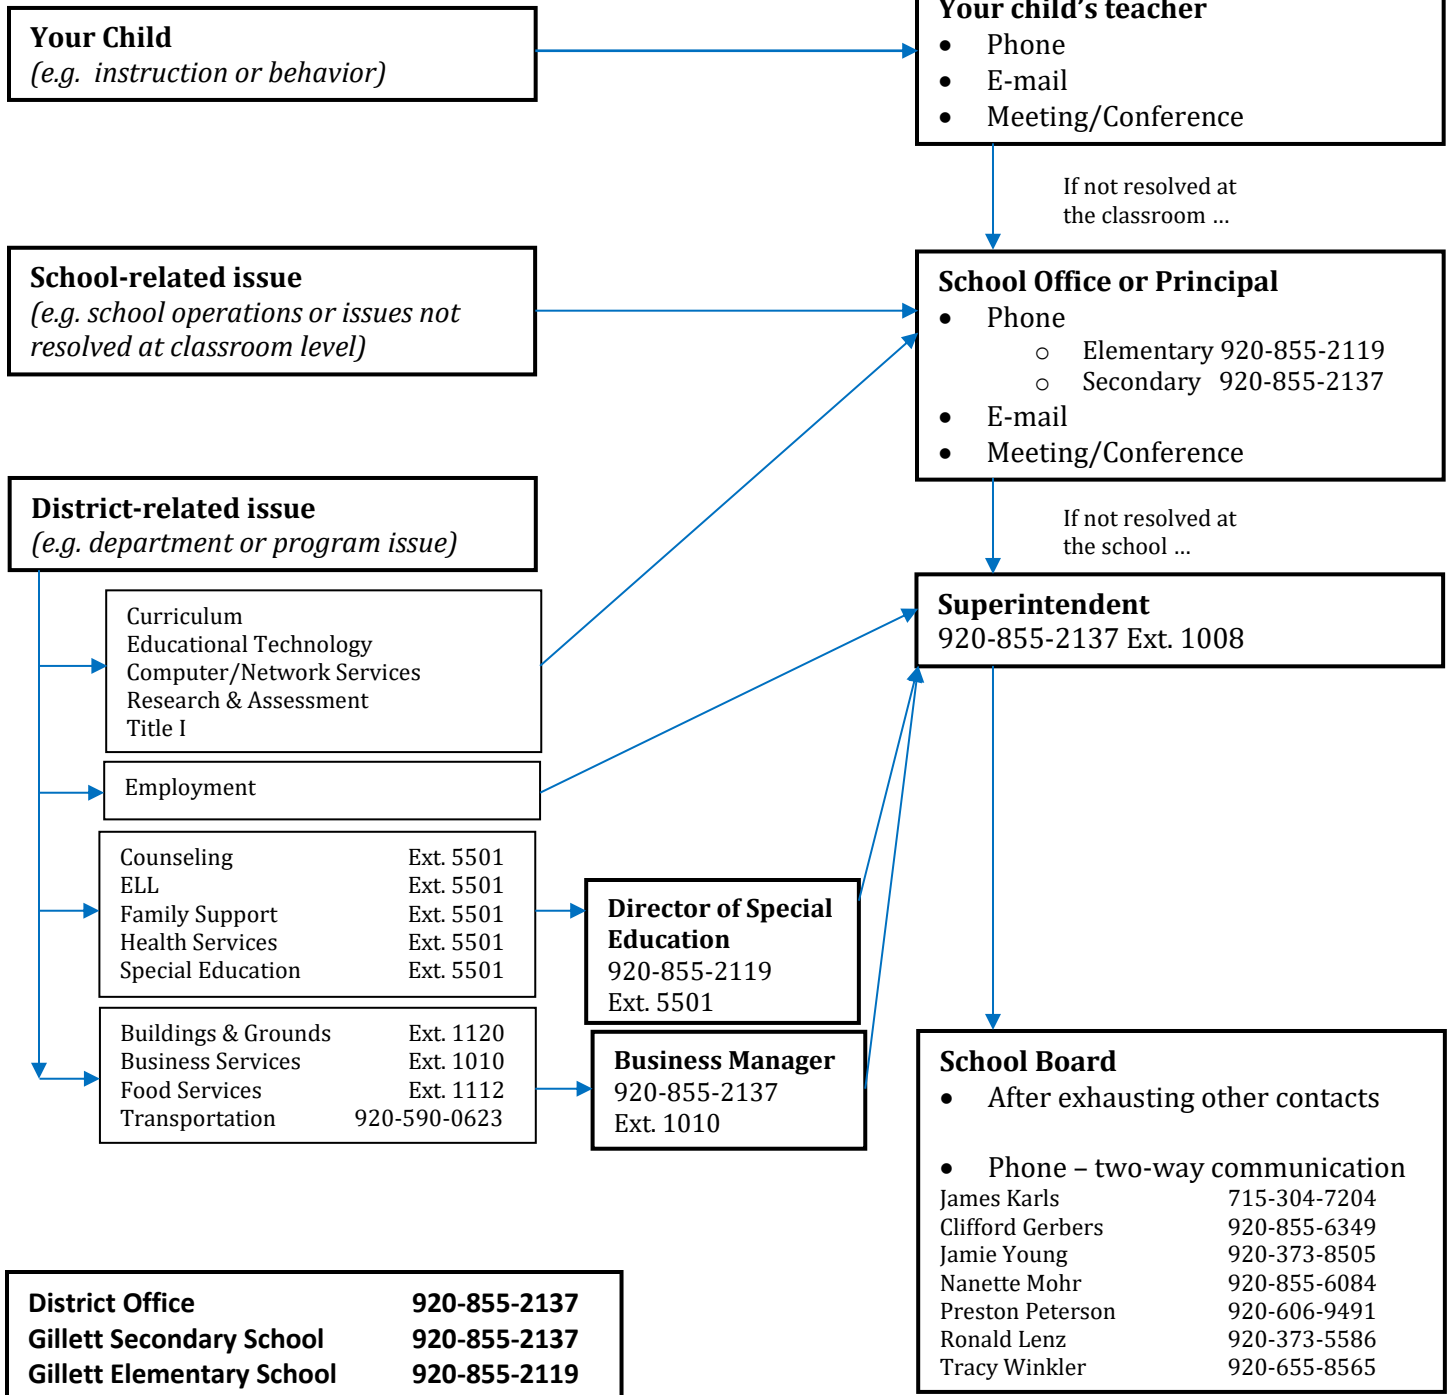 Your Child
(e.g. instruction or behavior)
Your child's teacher
• Phone
• E-mail
• Meeting/Conference
If not resolved at
the classroom …
School-related issue
(e.g. school operations or issues not
resolved at classroom level)
School Office or Principal
• Phone
o Elementary 920-855-2119
o Secondary 920-855-2137
• E-mail
• Meeting/Conference
If not resolved at
the school …
District-related issue
(e.g. department or program issue)
Curriculum
Educational Technology
Computer/Network Services
Research & Assessment
Title I
Employment
Counseling Ext. 5501
ELL Ext. 5501
Family Support Ext. 5501
Health Services Ext. 5501
Special Education Ext. 5501
Buildings & Grounds Ext. 1120
Business Services Ext. 1010
Food Services Ext. 1112
Transportation 920-590-0623
Director of Special
Education
920-855-2119
Ext. 5501
Business Manager
920-855-2137
Ext. 1010
Superintendent
920-855-2137 Ext. 1008
School Board
• After exhausting other contacts
• Phone – two-way communication
James Karls 715-304-7204
Clifford Gerbers 920-855-6349
Jamie Young 920-373-8505
Nanette Mohr 920-855-6084
Preston Peterson 920-606-9491
Ronald Lenz 920-373-5586
Tracy Winkler 920-655-8565
District Office 920-855-2137
Gillett Secondary School 920-855-2137
Gillett Elementary School 920-855-2119